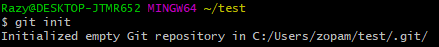 Razy@DESKTOP-JTMR652 MINGW64 ~/test
$ git init
Initialized empty Git repository in C:/Users/zopam/test/.git/